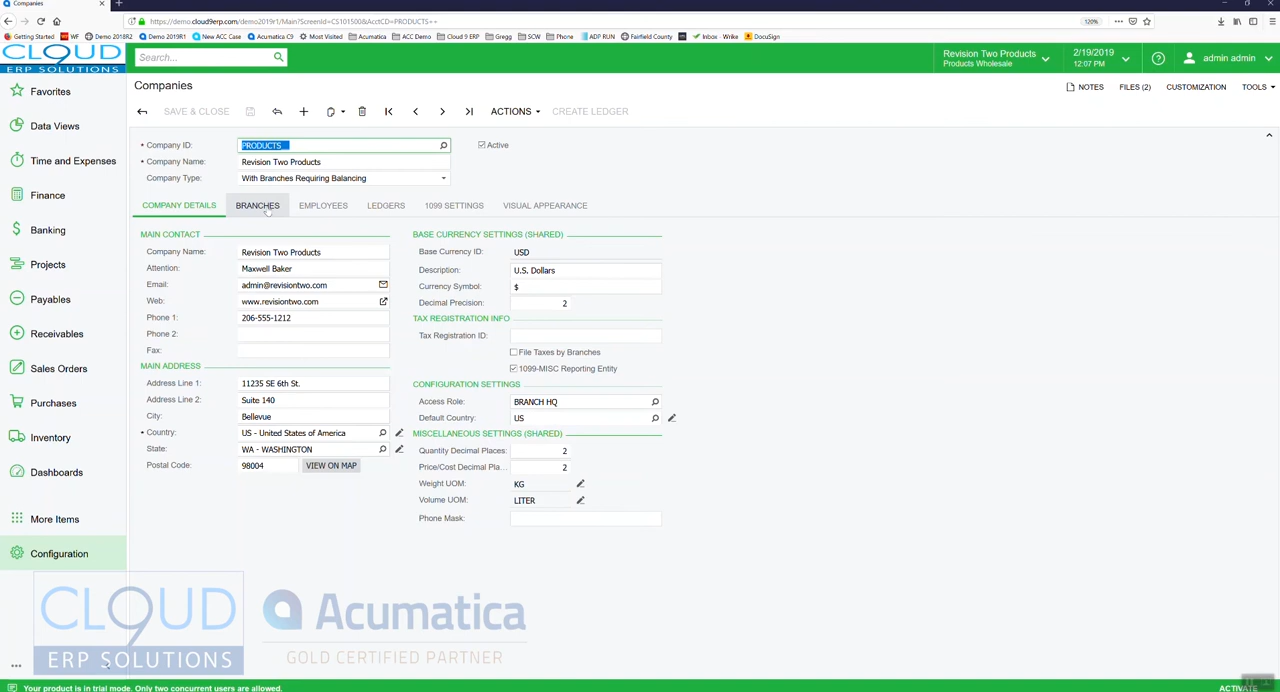 Companies
https://demo.cloud9erp.com/demo2019r1/Main?ScreenId=CS101500&AcctCD=PRODUCTS++
120%
Getting Started WF Demo 2018R2 Demo 2019R1 New ACC Case Acumatica C9 Most Visited Acumatica ACC Demo Cloud 9 ERP Gregg SOW Phone ADP RUN Fairfield County Inbox - Wrike DocuSign
CL9UD
ERP SOLUTIONS
Search...
Revision Two Products
Products Wholesale
2/19/2019
12:07 PM
admin admin
Companies
NOTES FILES (2) CUSTOMIZATION TOOLS
SAVE & CLOSE ACTIONS CREATE LEDGER
Favorites
Data Views
Time and Expenses
Finance
Banking
Projects
Payables
Receivables
Sales Orders
Purchases
Inventory
Dashboards
More Items
Configuration
Company ID: PRODUCTS Active
Company Name: Revision Two Products
Company Type: With Branches Requiring Balancing
COMPANY DETAILS BRANCHES EMPLOYEES LEDGERS 1099 SETTINGS VISUAL APPEARANCE
MAIN CONTACT
Company Name: Revision Two Products
Attention: Maxwell Baker
Email: admin@revisiontwo.com
Web: www.revisiontwo.com
Phone 1: 206-555-1212
Phone 2:
Fax:
MAIN ADDRESS
Address Line 1: 11235 SE 6th St.
Address Line 2: Suite 140
City: Bellevue
Country: US - United States of America
State: WA - WASHINGTON
Postal Code: 98004 VIEW ON MAP
BASE CURRENCY SETTINGS (SHARED)
Base Currency ID: USD
Description: U.S. Dollars
Currency Symbol: $
Decimal Precision: 2
TAX REGISTRATION INFO
Tax Registration ID:
File Taxes by Branches
1099-MISC Reporting Entity
CONFIGURATION SETTINGS
Access Role: BRANCH HQ
Default Country: US
MISCELLANEOUS SETTINGS (SHARED)
Quantity Decimal Places: 2
Price/Cost Decimal Pla... 2
Weight UOM: KG
Volume UOM: LITER
Phone Mask:
CL9UD
ERP SOLUTIONS
Acumatica
GOLD CERTIFIED PARTNER
Your product is in trial mode. Only two concurrent users are allowed.
ACTIVATE